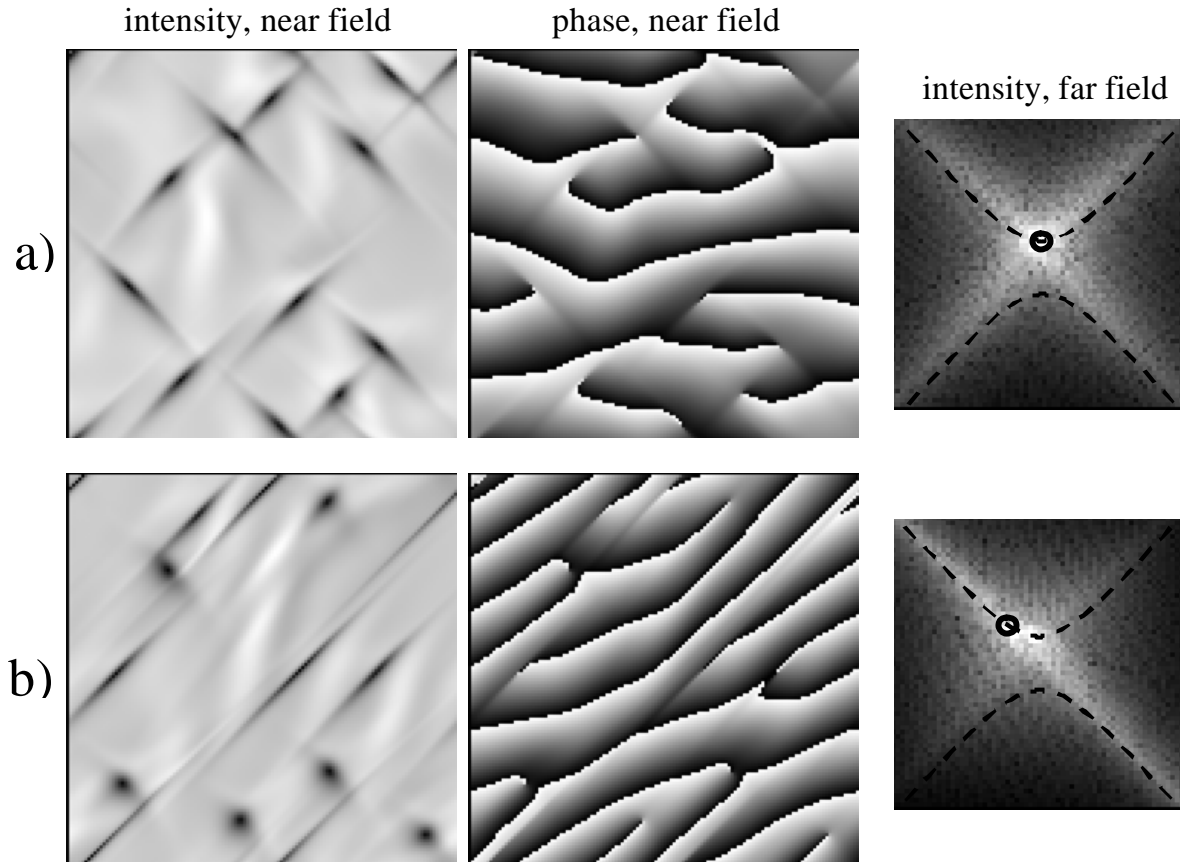 intensity, near field
phase, near field
intensity, far field
a)
b)